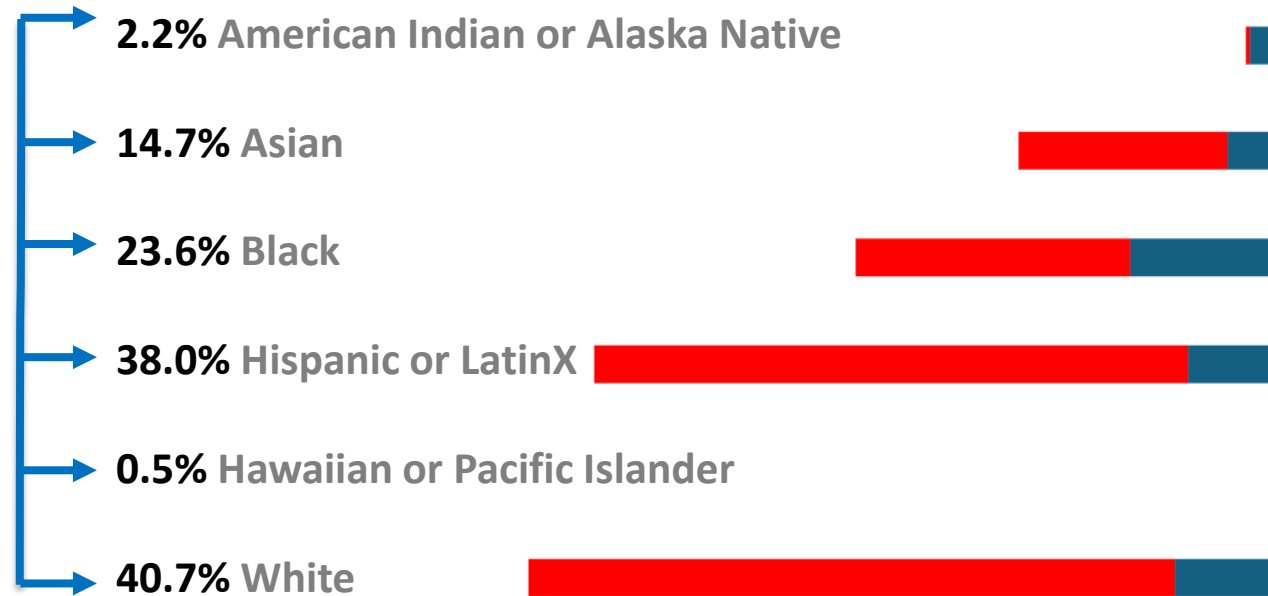 2.2% American Indian or Alaska Native
14.7% Asian
23.6% Black
38.0% Hispanic or LatinX
0.5% Hawaiian or Pacific Islander
40.7% White